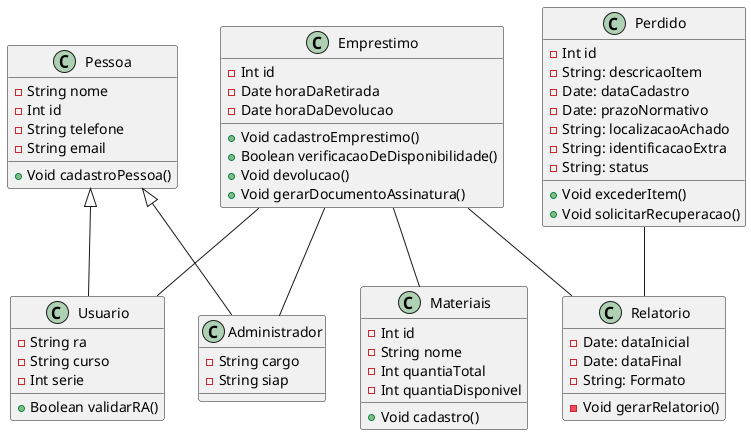 C Pessoa
String nome
Int id
String telefone
String email
Void cadastroPessoa()
C Emprestimo
Int id
Date horaDaRetirada
Date horaDaDevolucao
Void cadastroEmprestimo()
Boolean verificacaoDeDisponibilidade()
Void devolucao()
Void gerarDocumentoAssinatura()
C Perdido
Int id
String: descricaoItem
Date: dataCadastro
Date: prazoNormativo
String: localizacaoAchado
String: identificacaoExtra
String: status
Void excederItem()
Void solicitarRecuperacao()
C Usuario
String ra
String curso
Int serie
Boolean validarRA()
C Administrador
String cargo
String siap
C Materiais
Int id
String nome
Int quantiaTotal
Int quantiaDisponivel
Void cadastro()
C Relatorio
Date: dataInicial
Date: dataFinal
String: Formato
Void gerarRelatorio()